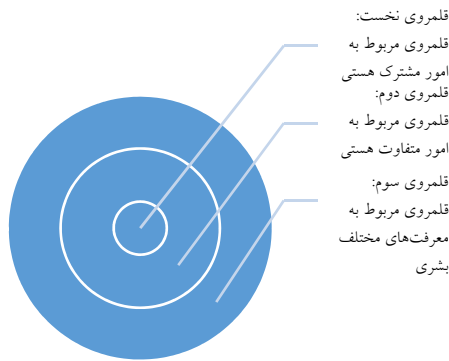 قلمروی نخست:
قلمروی مربوط به
امور مشترک هستی
قلمروی دوم:
قلمروی مربوط به
امور متفاوت هستی
قلمروی سوم:
قلمروی مربوط به
معرفت‌های مختلف
بشری